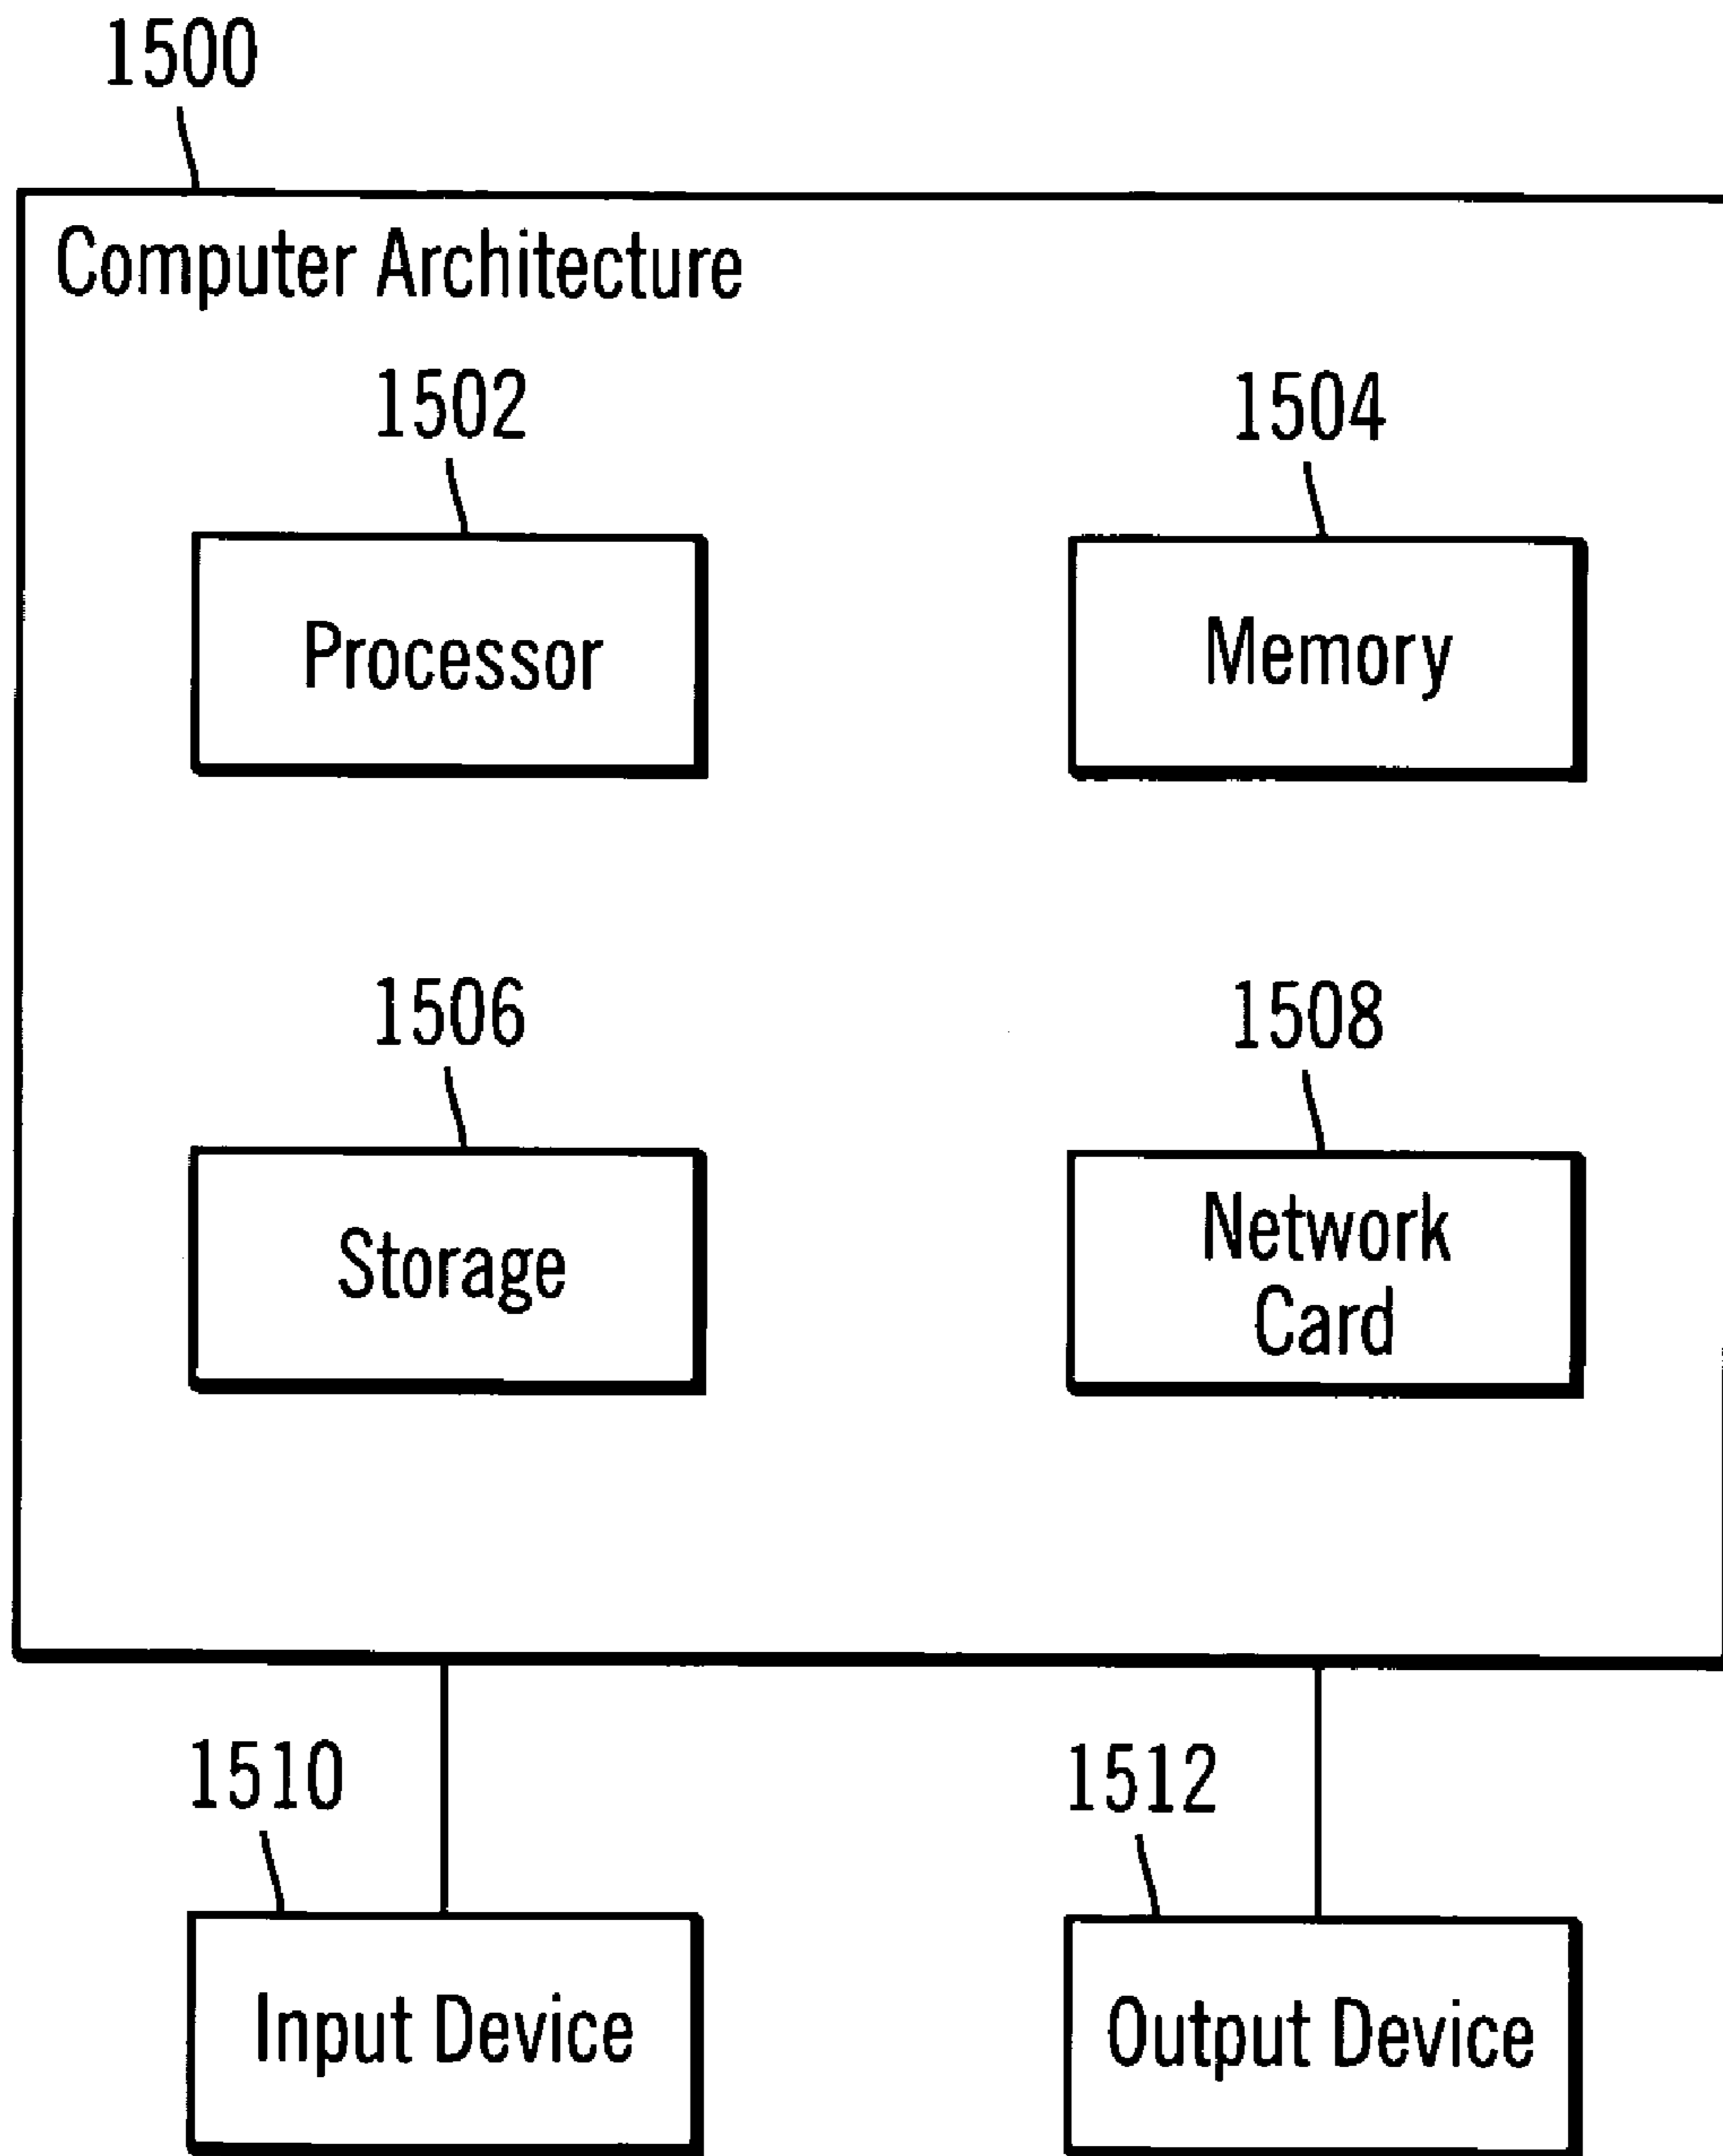 1500
Computer Architecture
1502
1504
Processor
Memory
1506
1508
Storage
Network
Card
1510
1512
Input Device
Output Device